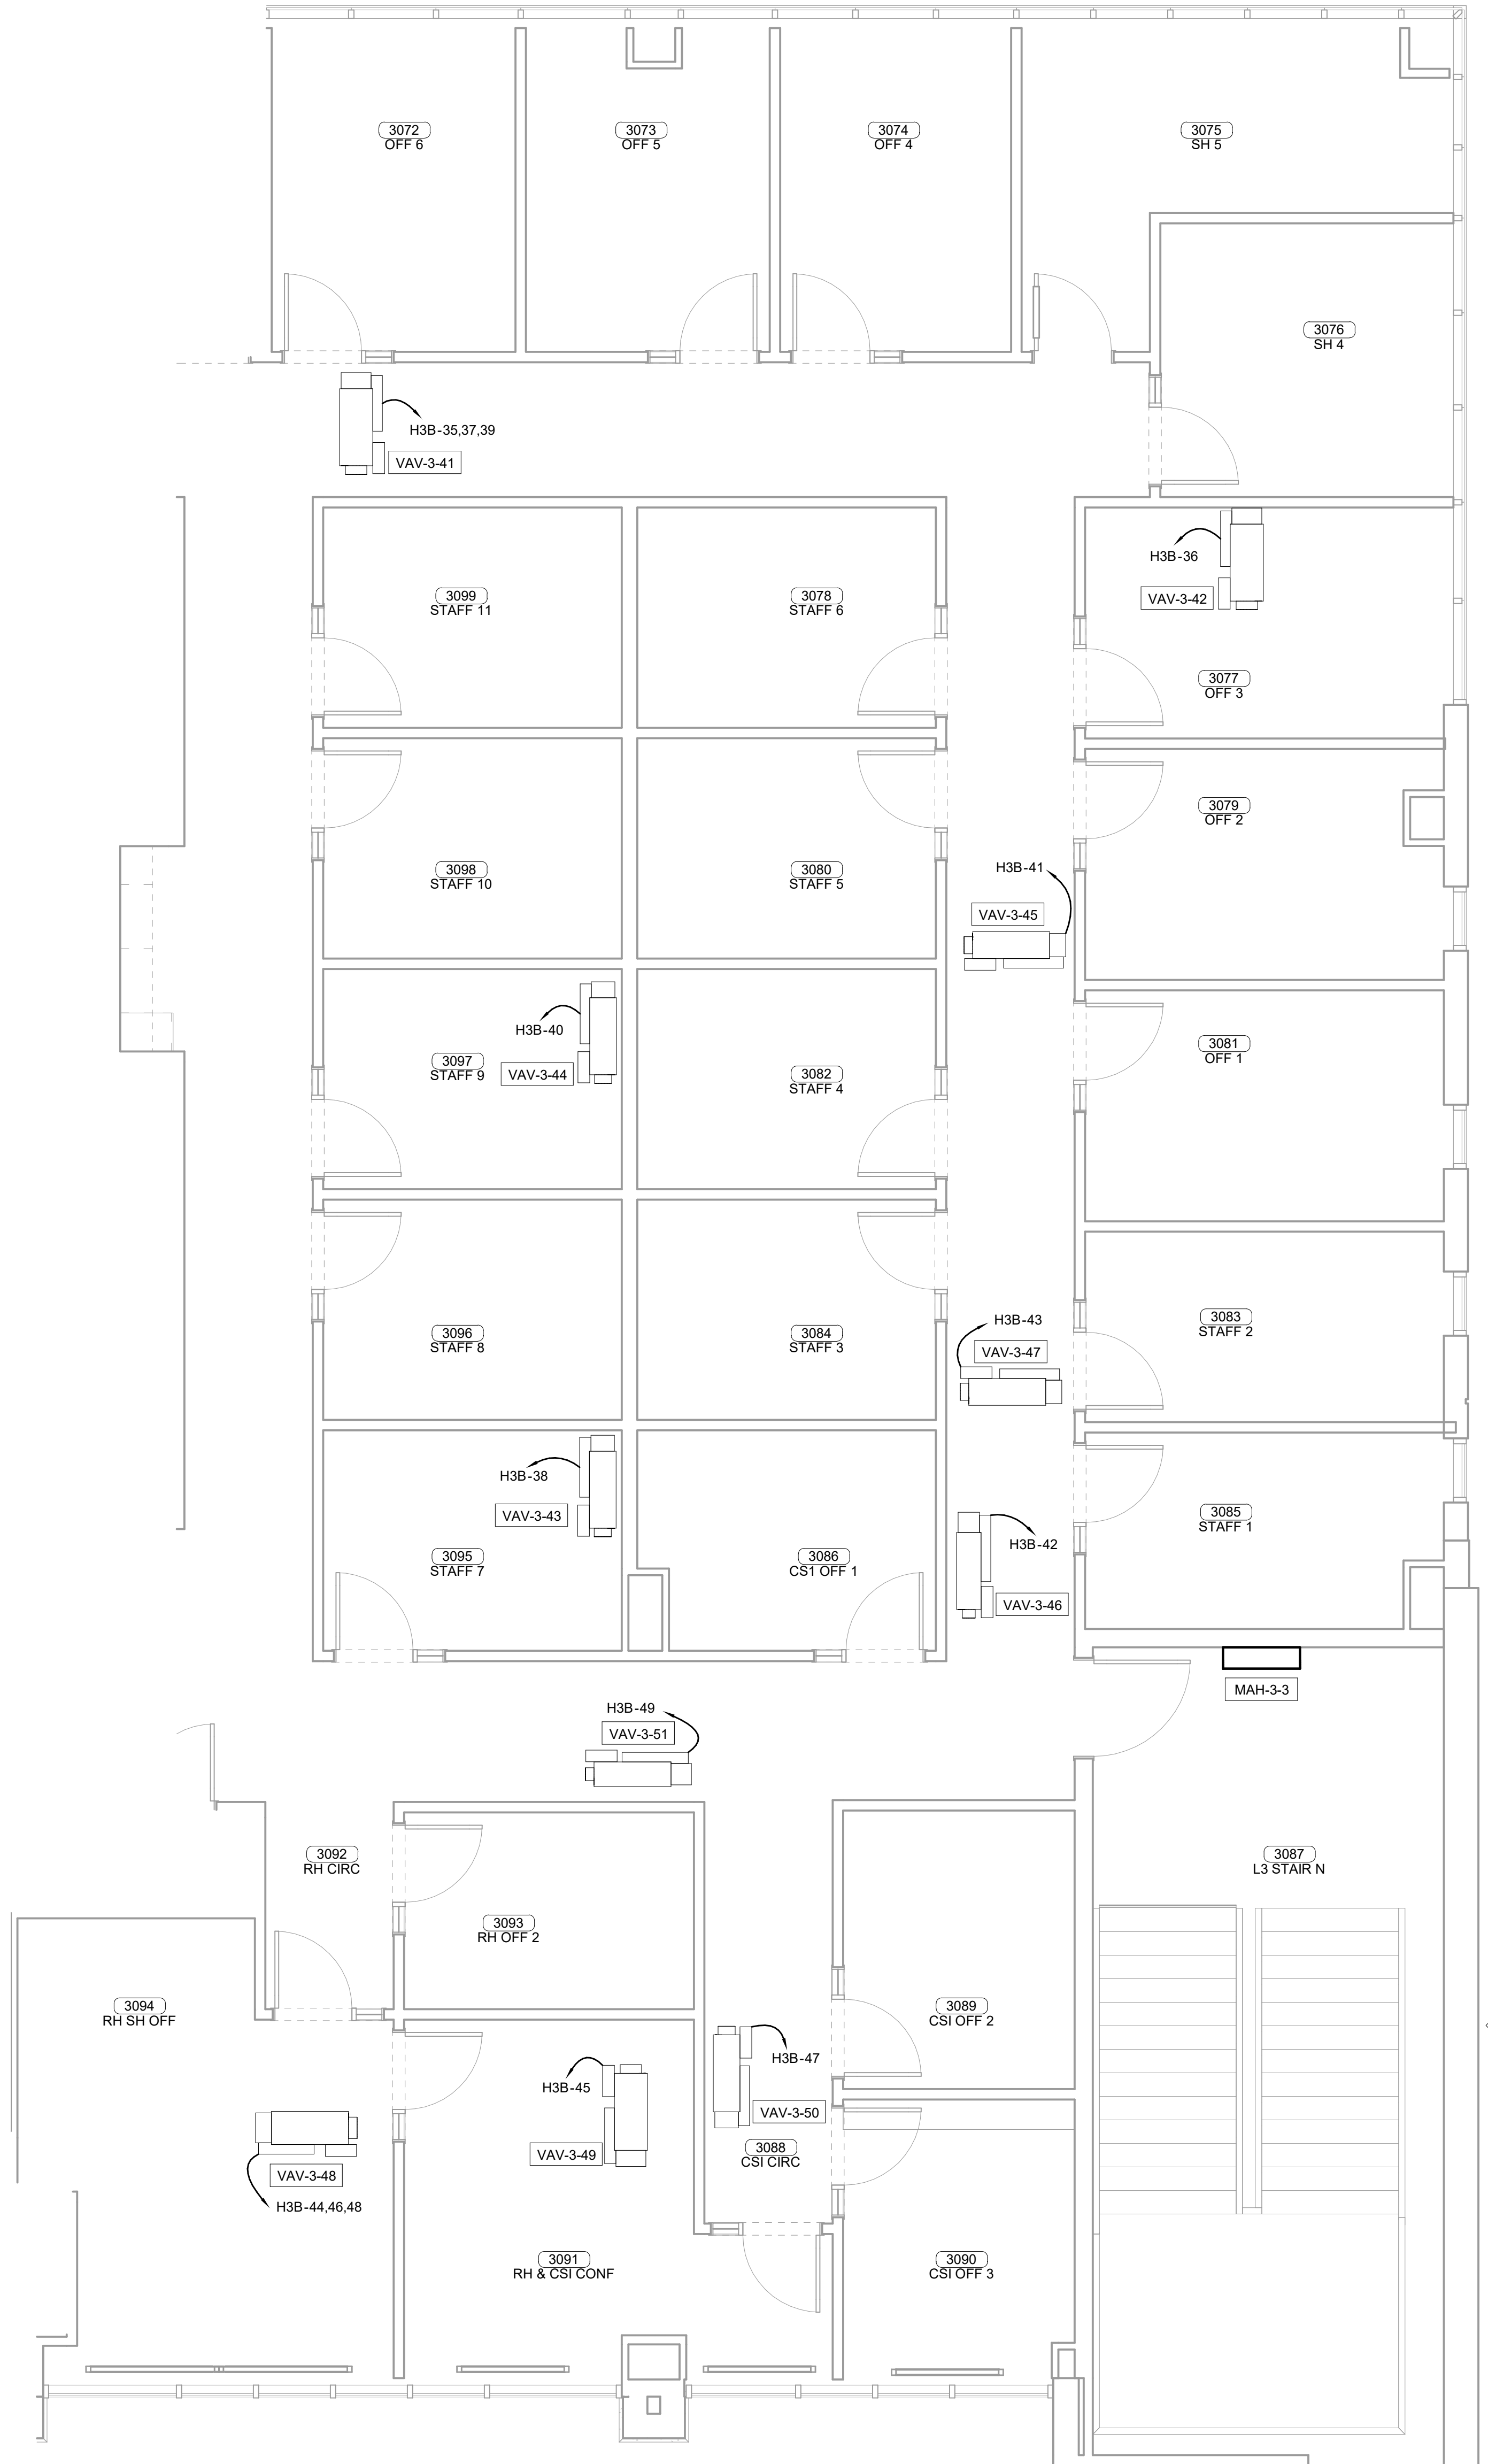 3072
OFF 6
3073
OFF 5
3074
OFF 4
3075
SH 5
3076
SH 4
H3B-35,37,39
VAV-3-41
H3B-36
VAV-3-42
3099
STAFF 11
3078
STAFF 6
3077
OFF 3
3079
OFF 2
3098
STAFF 10
3080
STAFF 5
H3B-41
VAV-3-45
H3B-40
VAV-3-44
3097
STAFF 9
3082
STAFF 4
3081
OFF 1
3096
STAFF 8
3084
STAFF 3
H3B-43
VAV-3-47
3083
STAFF 2
H3B-38
VAV-3-43
3095
STAFF 7
3086
CS1 OFF 1
H3B-42
VAV-3-46
3085
STAFF 1
MAH-3-3
H3B-49
VAV-3-51
3092
RH CIRC
3093
RH OFF 2
3087
L3 STAIR N
3094
RH SH OFF
3089
CSI OFF 2
H3B-45
VAV-3-49
H3B-47
VAV-3-50
3088
CSI CIRC
VAV-3-48
H3B-44,46,48
3091
RH & CSI CONF
3090
CSI OFF 3